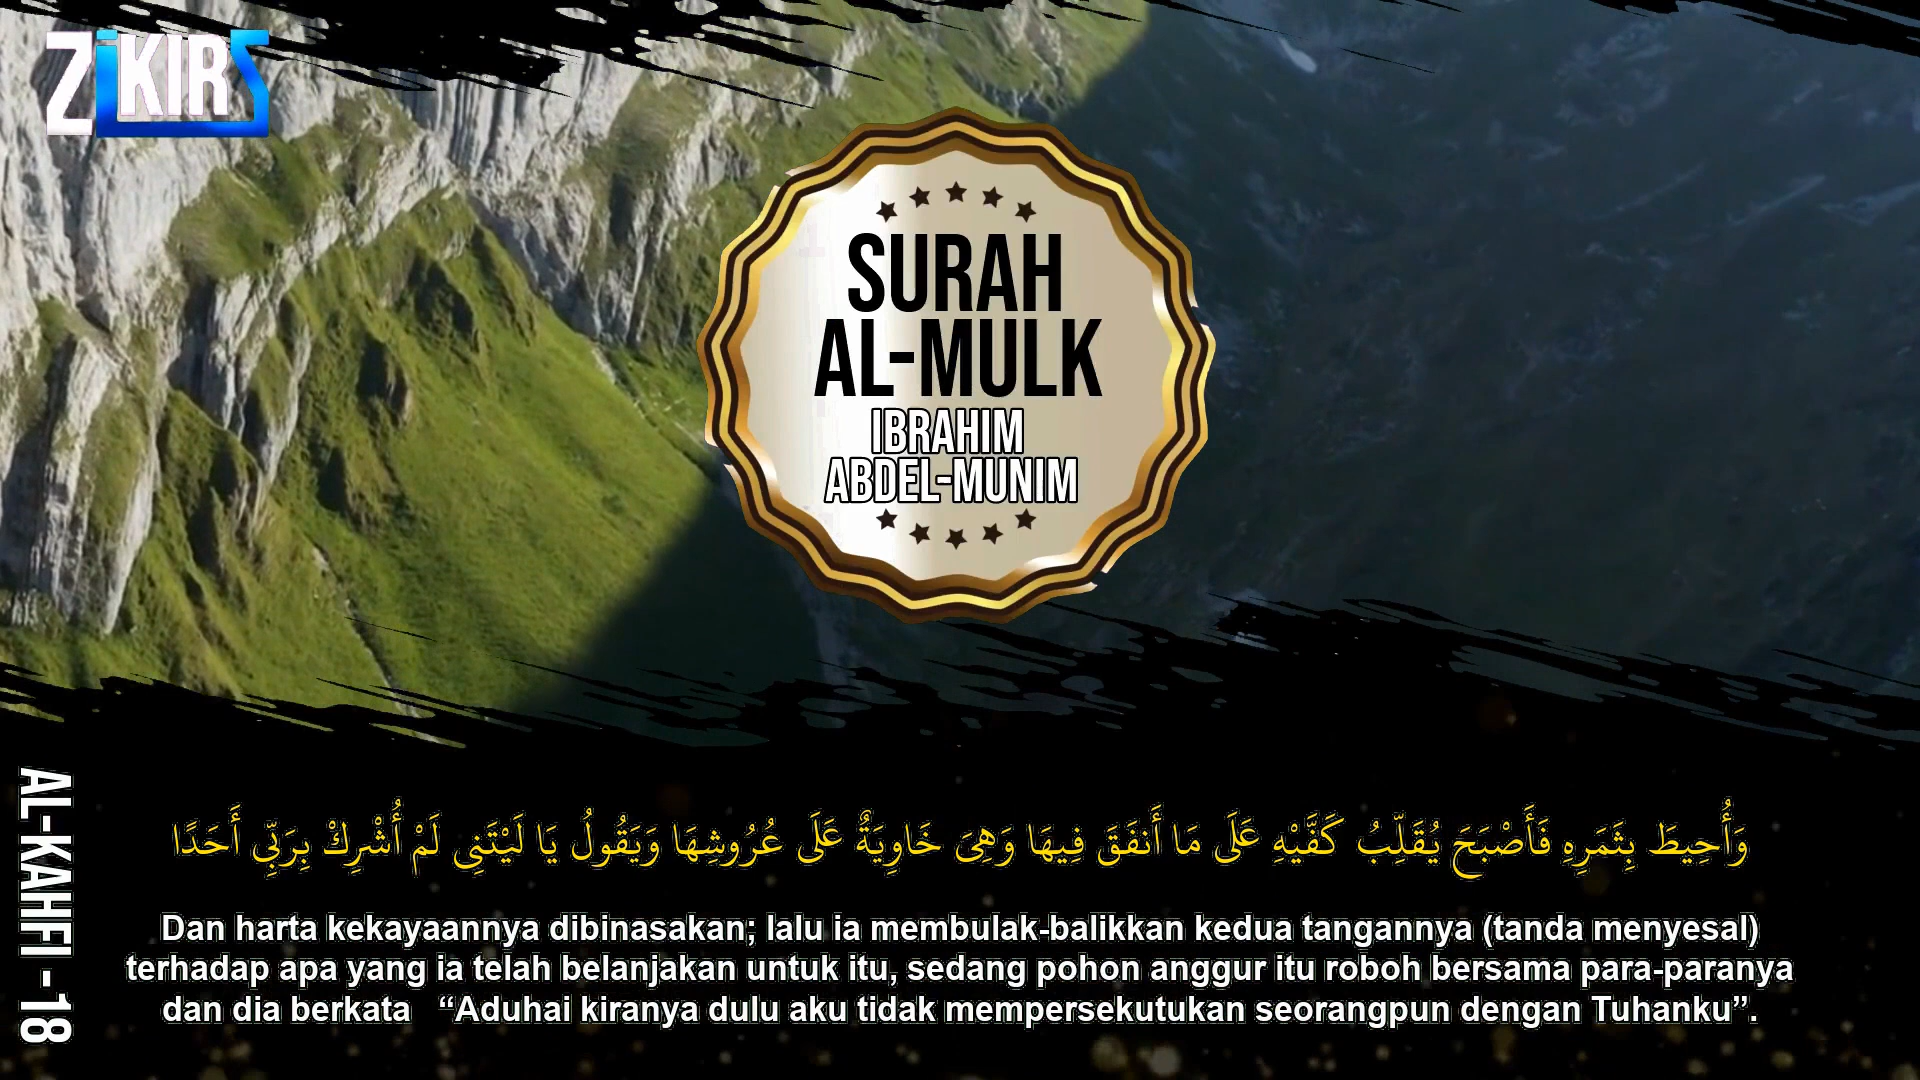 ZIKIRS
SURAH
AL-MULK
IBRAHIM
ABDEL-MUNIM
AL-KAHFI - 18
وَأُحِيطَ بِثَمَرِهِ فَأَصْبَحَ يُقَلِّبُ كَفَّيْهِ عَلَى مَا أَنفَقَ فِيهَا وَهِىَ خَاوِيَةٌ عَلَى عُرُوشِهَا وَيَقُولُ يَا لَيْتَنِى لَمْ أُشْرِكْ بِرَبِّى أَحَدًا
Dan harta kekayaannya dibinasakan; lalu ia membulak-balikkan kedua tangannya (tanda menyesal)
terhadap apa yang ia telah belanjakan untuk itu, sedang pohon anggur itu roboh bersama para-paranya
dan dia berkata “Aduhai kiranya dulu aku tidak mempersekutukan seorangpun dengan Tuhanku”.